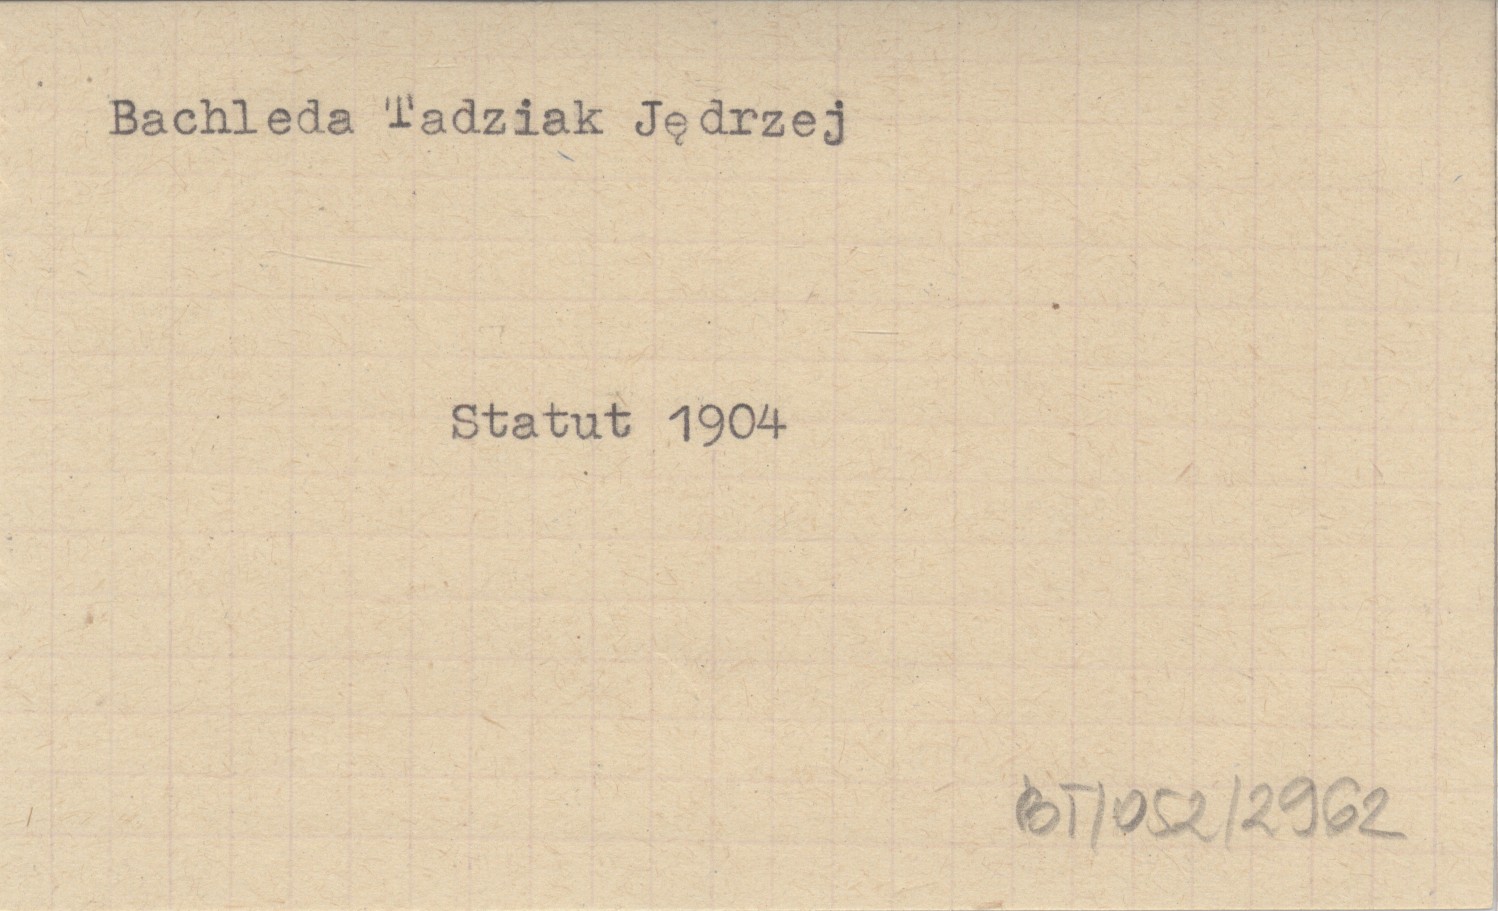 Bachleda Tadziak Jędrzej
Statut 1904
BT/052/2962